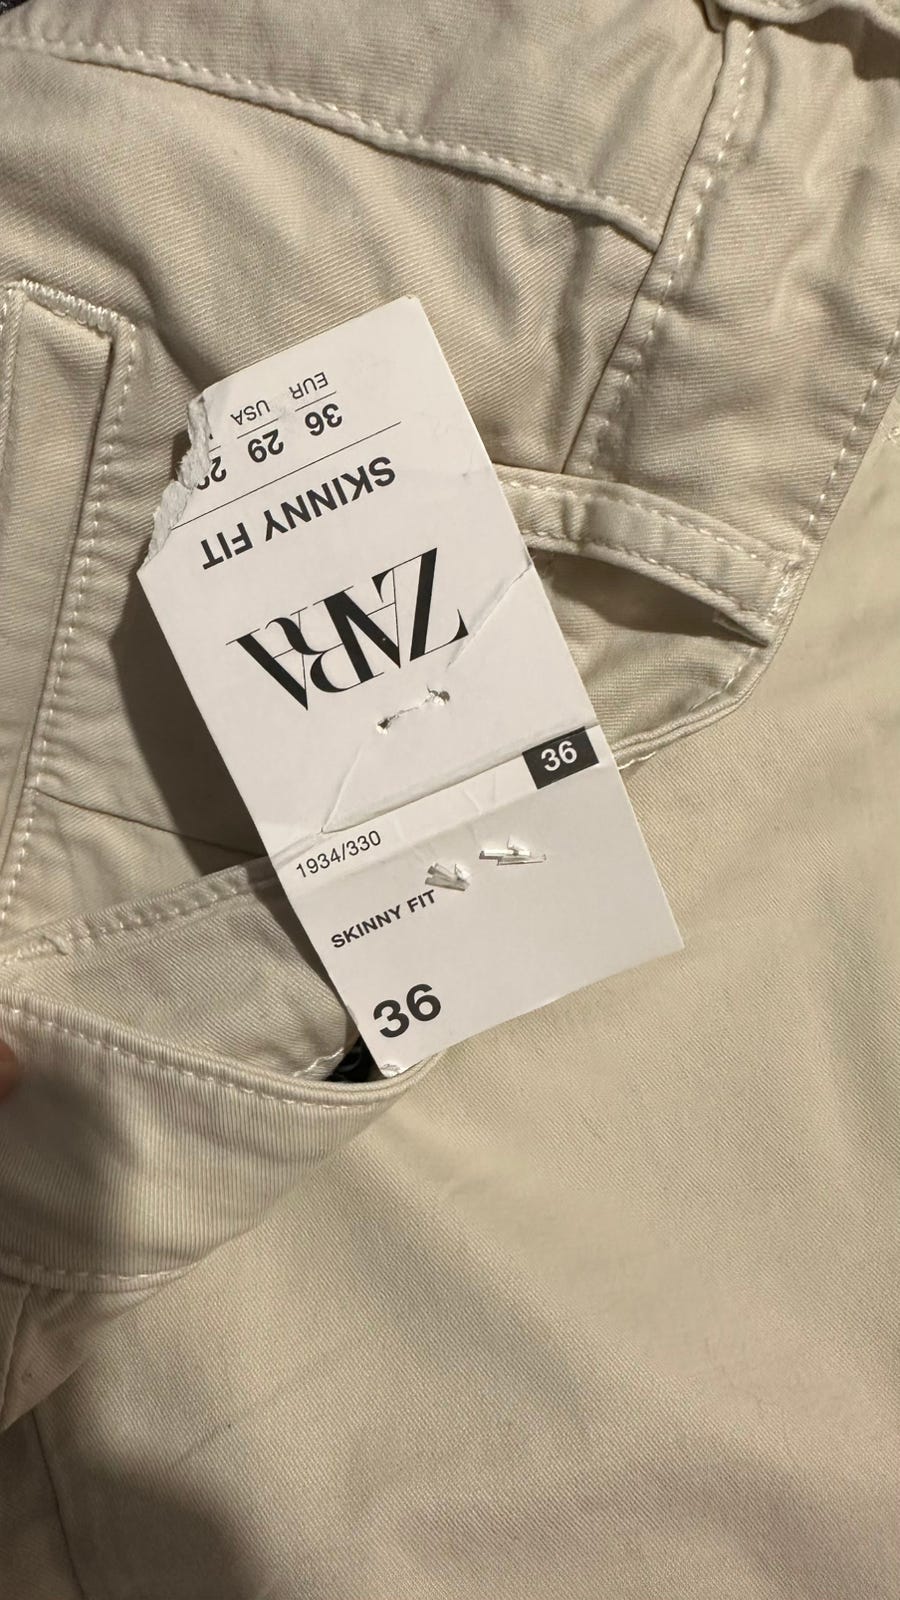 36
1934/330
SKINNY FIT
36
ZARA
SKINNY FIT
36 29
EUR USA